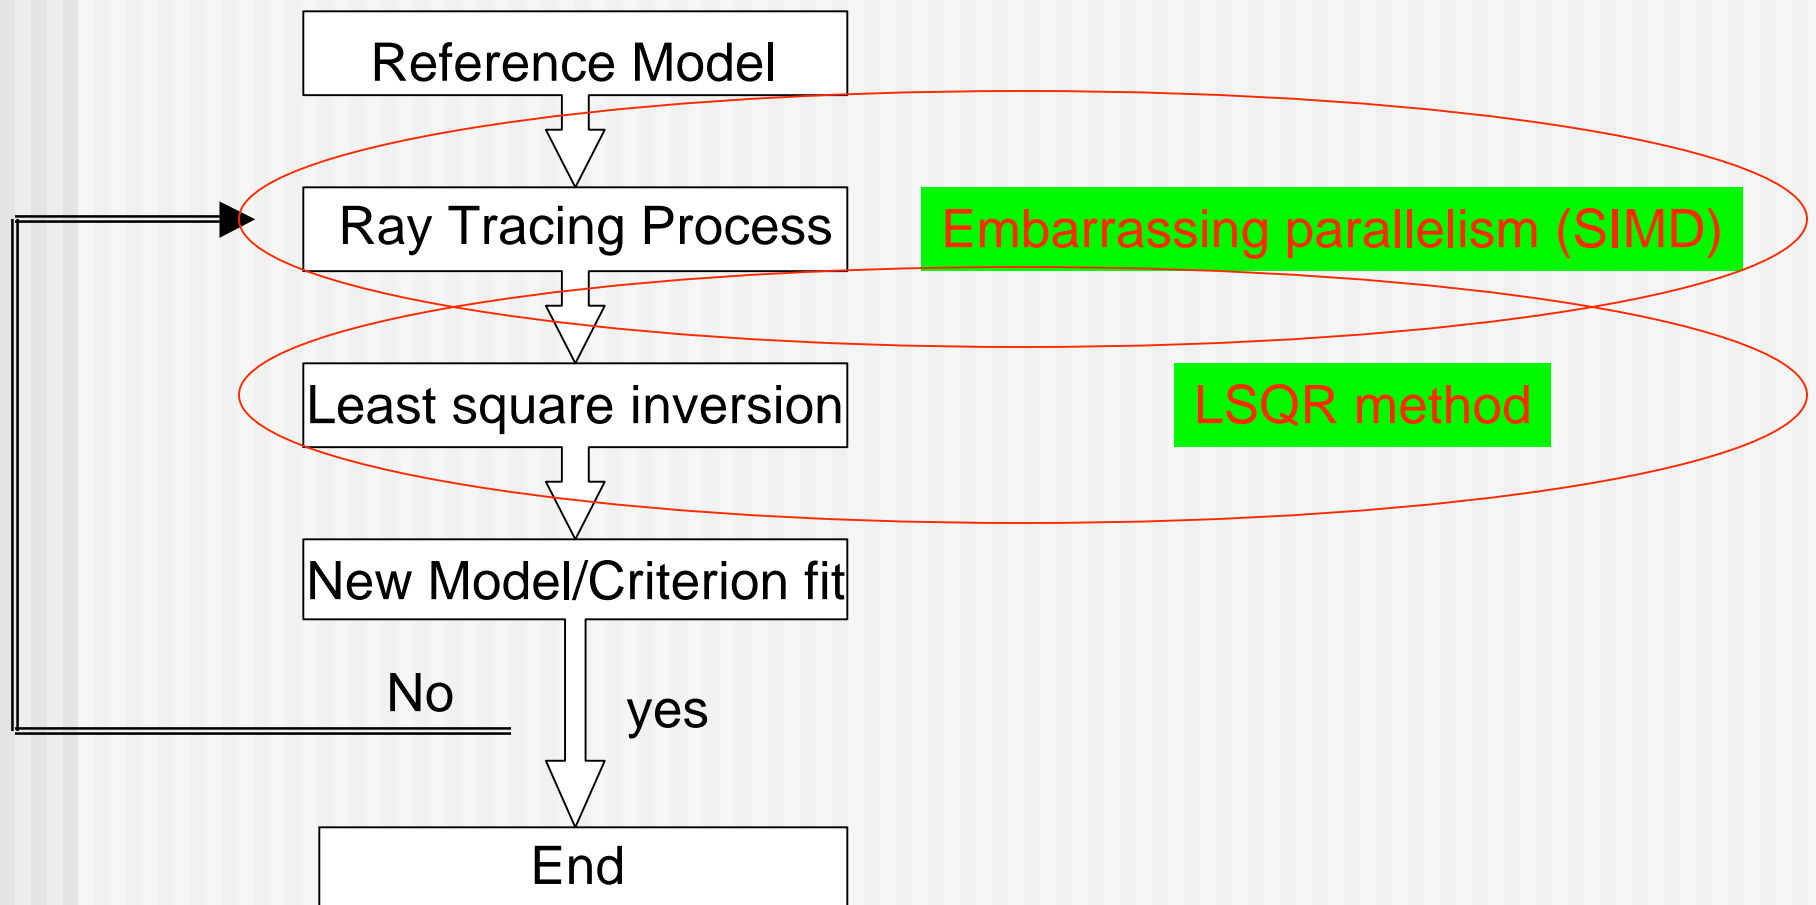 Reference Model
Ray Tracing Process
Embarrassing parallelism (SIMD)
Least square inversion
LSQR method
New Model/Criterion fit
No
yes
End